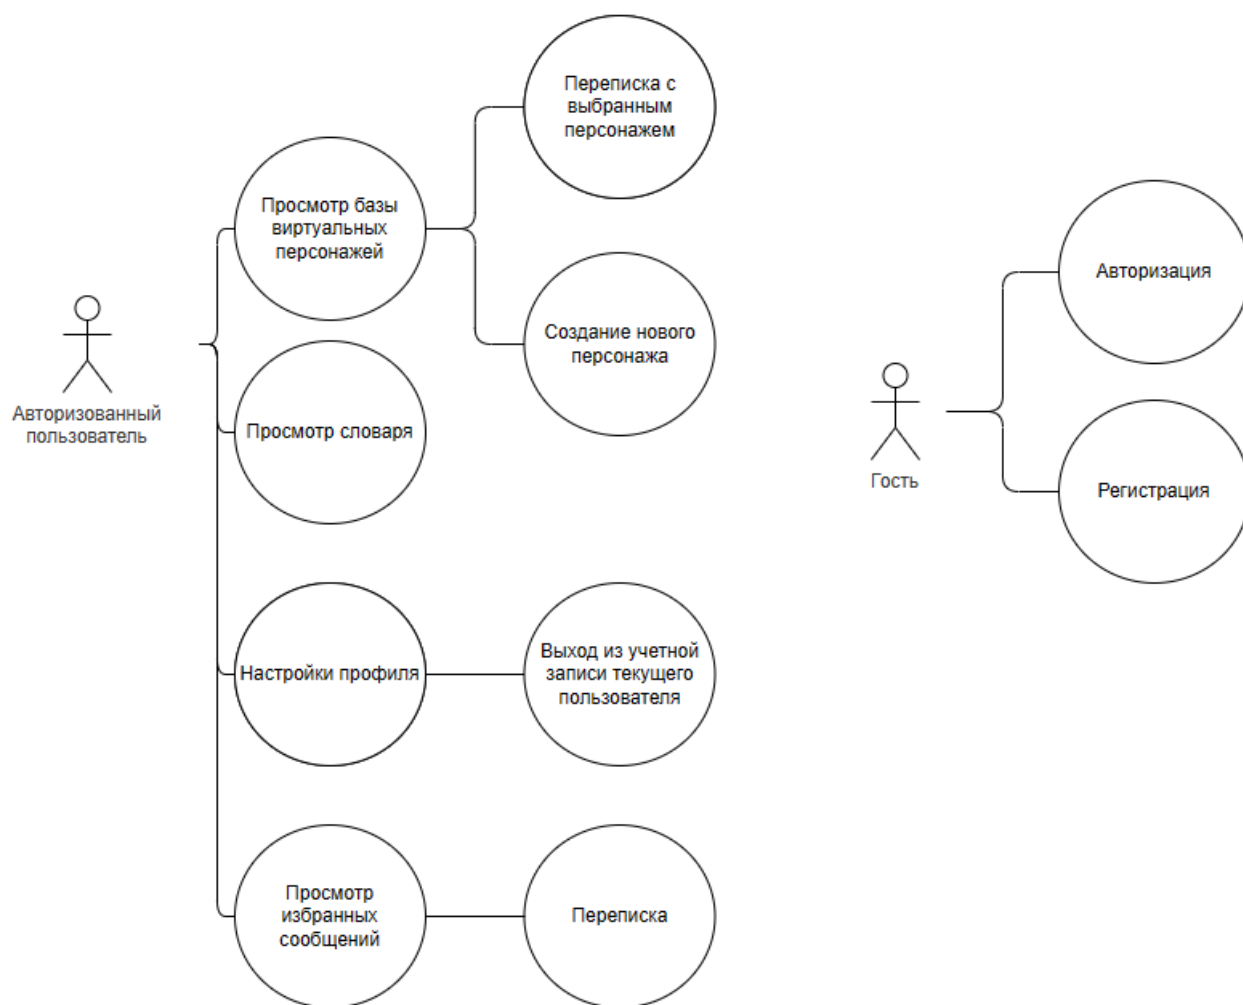 Переписка с
выбранным
персонажем
Просмотр базы
виртуальных
персонажей
Создание нового
персонажа
Авторизованный
пользователь
Просмотр словаря
Настройки профиля
Выход из учетной
записи текущего
пользователя
Просмотр
избранных
сообщений
Переписка
Авторизация
Гость
Регистрация